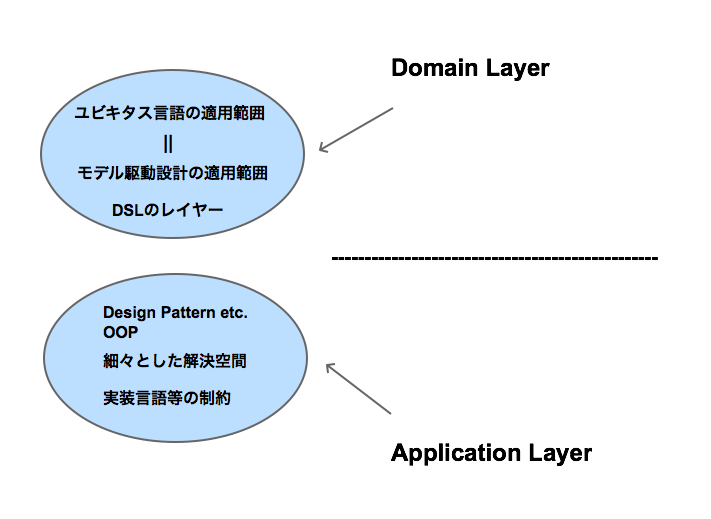 Domain Layer
ユビキタス言語の適用範囲
||
モデル駆動設計の適用範囲
DSLのレイヤー
--------------------------------------------------
Design Pattern etc.
OOP
細々とした解決空間
実装言語等の制約
Application Layer